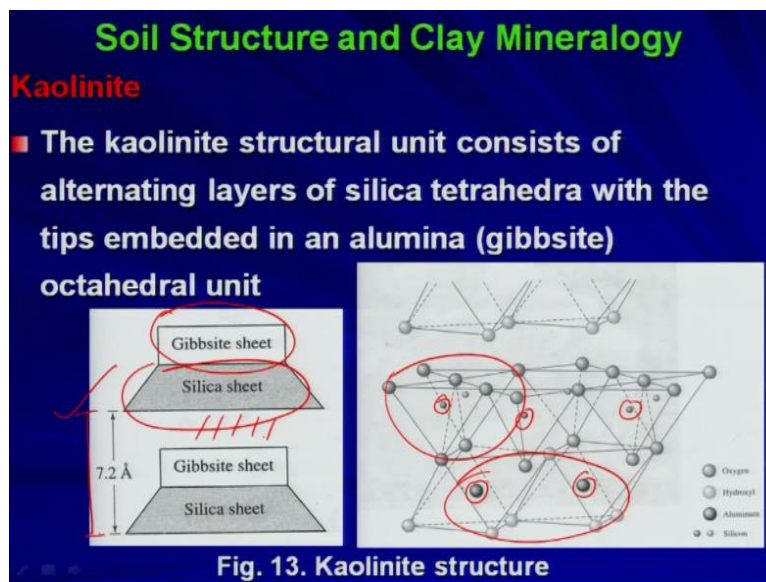 Soil Structure and Clay Mineralogy
Kaolinite
The kaolinite structural unit consists of
alternating layers of silica tetrahedra with the
tips embedded in an alumina (gibbsite)
octahedral unit
Gibbsite sheet
Silica sheet
7.2 Å
Gibbsite sheet
Silica sheet
Oxygen
Hydroxyl
Aluminum
Silicon
Fig. 13. Kaolinite structure